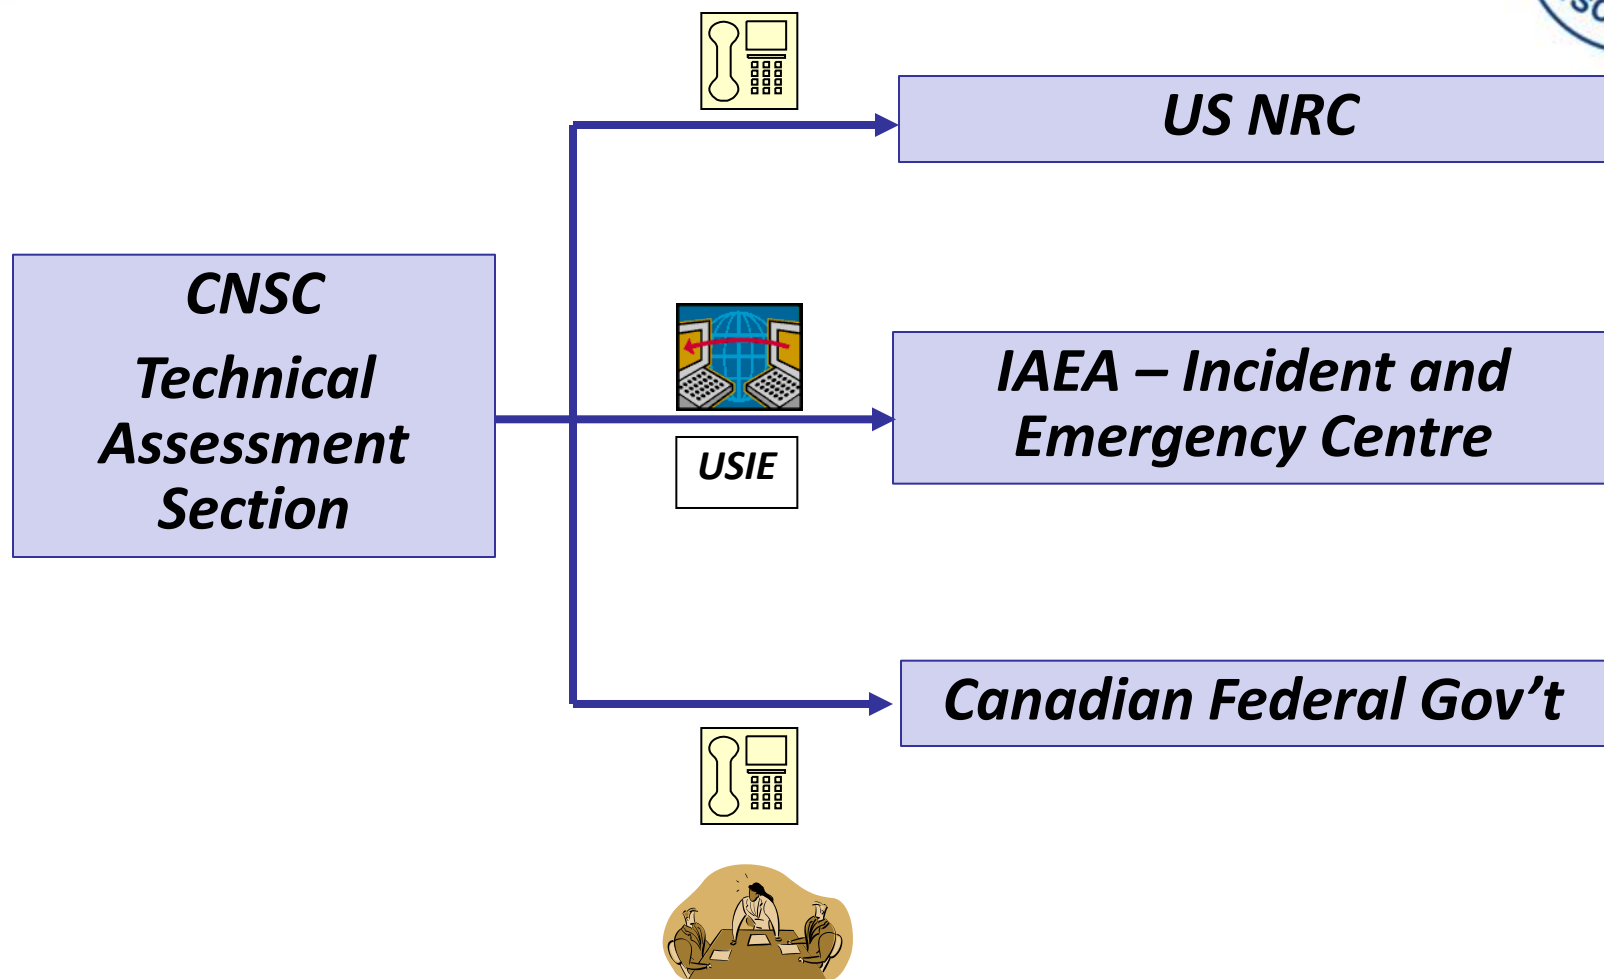 US NRC
CNSC
Technical
Assessment
Section
IAEA – Incident and
Emergency Centre
USIE
Canadian Federal Gov’t